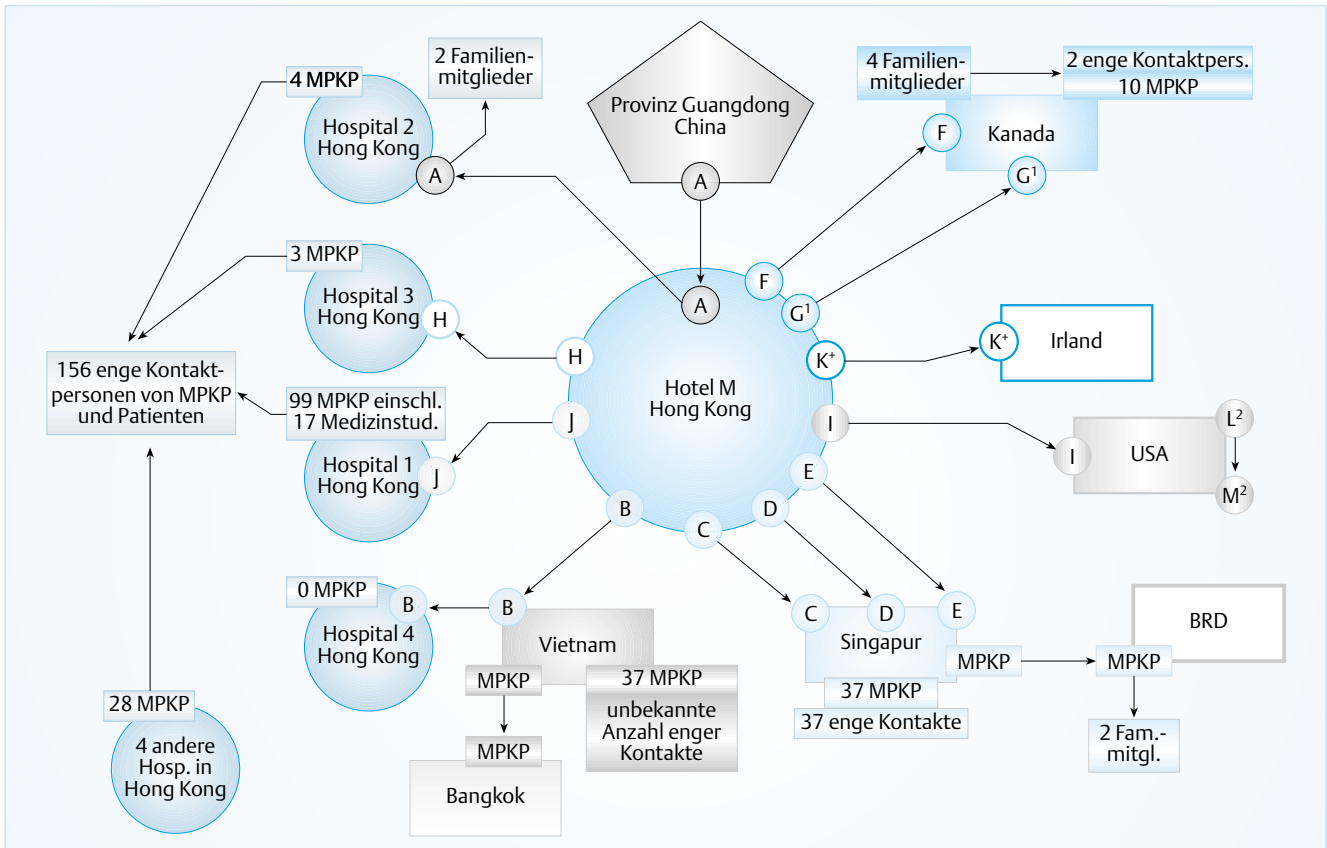 4 MPKP
Hospital 2
Hong Kong
A
2 Familien-
mitglieder
Provinz Guangdong
China
A
4 Familien-
mitglieder
2 enge Kontaktpers.
10 MPKP
Kanada
F
G¹
3 MPKP
Hospital 3
Hong Kong
H
156 enge Kontakt-
personen von MPKP
und Patienten
99 MPKP einschl.
17 Medizinstud.
Hospital 1
Hong Kong
J
Hotel M
Hong Kong
A
F
G¹
K⁺
I
E
D
C
B
J
H
K⁺
Irland
I
USA
L²
M²
0 MPKP
Hospital 4
Hong Kong
B
B
Vietnam
MPKP
37 MPKP
unbekannte
Anzahl enger
Kontakte
MPKP
Bangkok
C
D
E
Singapur
MPKP
37 MPKP
37 enge Kontakte
BRD
MPKP
2 Fam.-
mitgl.
28 MPKP
4 andere
Hosp. in
Hong Kong